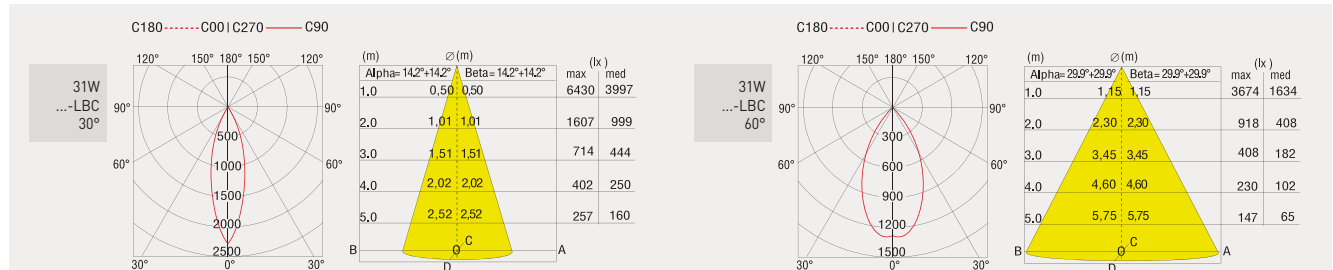 C180 ------- C00 | C270 —— C90
31W
...-LBC
30°
120° 150° 180° 150° 120°
90° 90°
60° 60°
30° 0° 30°
500
1000
1500
2000
2500
(m) ∅ (m) (lx)
Alpha= 14.2°+14.2° Beta= 14.2°+14.2° max med
1.0 0,50 0,50 6430 3997
2.0 1,01 1,01 1607 999
3.0 1,51 1,51 714 444
4.0 2,02 2,02 402 250
5.0 2,52 2,52 257 160
B C O A
D
C180 ------- C00 | C270 —— C90
31W
...-LBC
60°
120° 150° 180° 150° 120°
90° 90°
60° 60°
30° 0° 30°
300
600
900
1200
1500
(m) ∅ (m) (lx)
Alpha= 29.9°+29.9° Beta= 29.9°+29.9° max med
1.0 1,15 1,15 3674 1634
2.0 2,30 2,30 918 408
3.0 3,45 3,45 408 182
4.0 4,60 4,60 230 102
5.0 5,75 5,75 147 65
B C O A
D